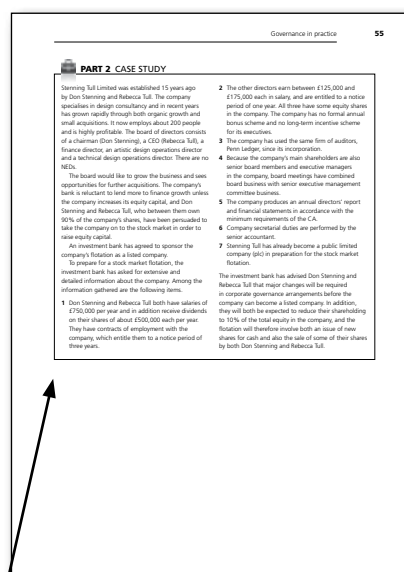 Governance in practice 55
PART 2 CASE STUDY
Stenning Tull Limited was established 15 years ago
by Don Stenning and Rebecca Tull. The company
specialises in design consultancy and in recent years
has grown rapidly through both organic growth and
small acquisitions. It now employs about 200 people
and is highly profitable. The board of directors consists
of a chairman (Don Stenning), a CEO (Rebecca Tull), a
finance director, an artistic design operations director
and a technical design operations director. There are no
NEDs.
The board would like to grow the business and sees
opportunities for further acquisitions. The company's
bank is reluctant to lend more to finance growth unless
the company increases its equity capital, and Don
Stenning and Rebecca Tull, who between them own
90% of the company's shares, have been persuaded to
take the company on to the stock market in order to
raise equity capital.
An investment bank has agreed to sponsor the
company's flotation as a listed company.
To prepare for a stock market flotation, the
investment bank has asked for extensive and
detailed information about the company. Among the
information gathered are the following items.
1 Don Stenning and Rebecca Tull both have salaries of
£750,000 per year and in addition receive dividends
on their shares of about £500,000 each per year.
They have contracts of employment with the
company, which entitle them to a notice period of
three years.
2 The other directors earn between £125,000 and
£175,000 each in salary, and are entitled to a notice
period of one year. All three have some equity shares
in the company. The company has no formal annual
bonus scheme and no long-term incentive scheme
for its executives.
3 The company has used the same firm of auditors,
Penn Ledger, since its incorporation.
4 Because the company's main shareholders are also
senior board members and executive managers
in the company, board meetings have combined
board business with senior executive management
committee business.
5 The company produces an annual directors' report
and financial statements in accordance with the
minimum requirements of the CA.
6 Company secretarial duties are performed by the
senior accountant.
7 Stenning Tull has already become a public limited
company (plc) in preparation for the stock market
flotation.
The investment bank has advised Don Stenning and
Rebecca Tull that major changes will be required
in corporate governance arrangements before the
company can become a listed company. In addition,
they will both be expected to reduce their shareholding
to 10% of the total equity in the company, and the
flotation will therefore involve both an issue of new
shares for cash and also the sale of some of their shares
by both Don Stenning and Rebecca Tull.